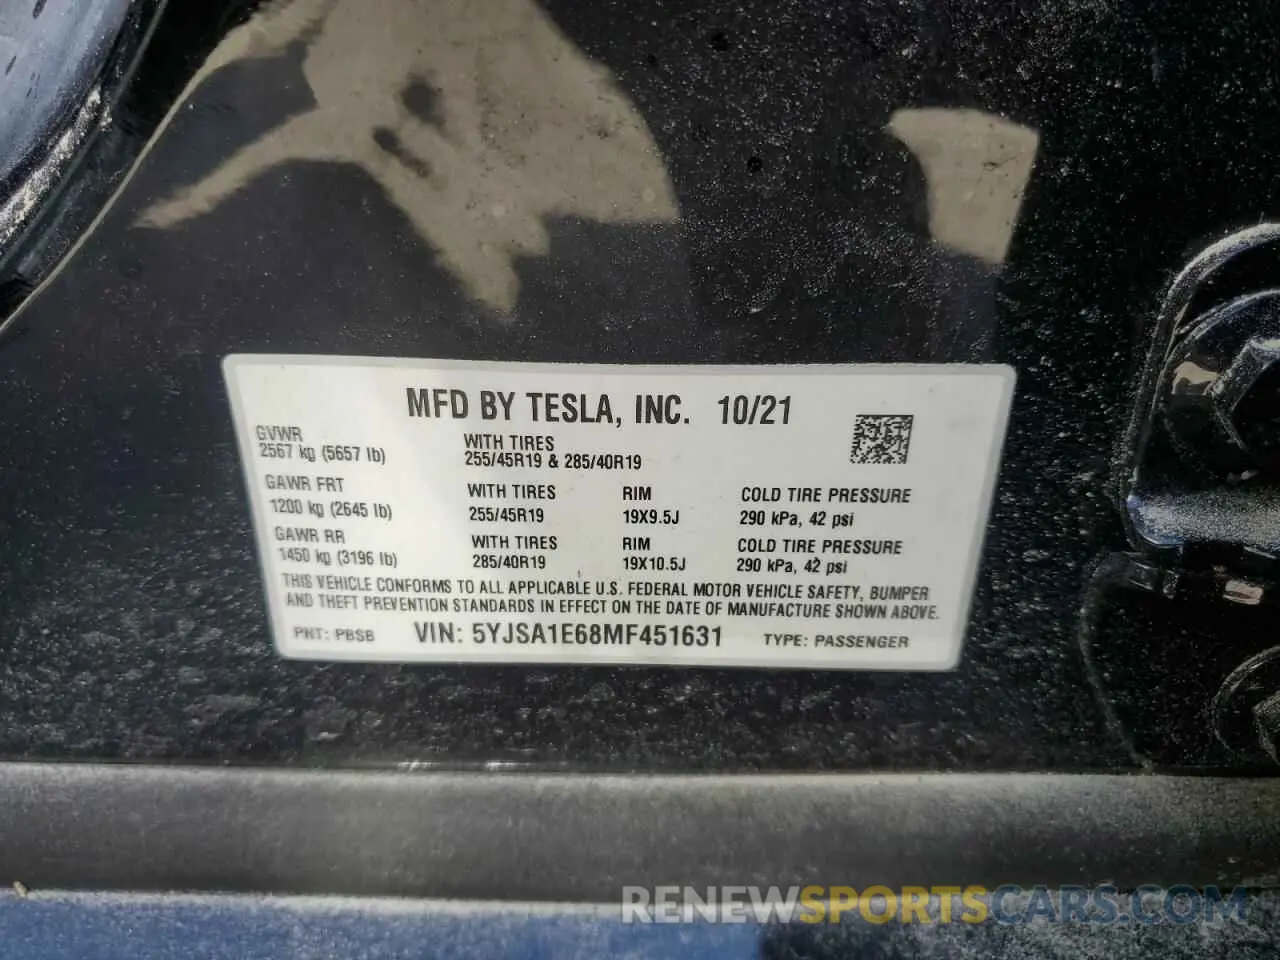 MFD BY TESLA, INC. 10/21
GVWR
2567 kg (5657 lb)
WITH TIRES
255/45R19 & 285/40R19
GAWR FRT
1200 kg (2645 lb)
WITH TIRES
255/45R19
RIM
19X9.5J
COLD TIRE PRESSURE
290 kPa, 42 psi
GAWR RR
1450 kg (3196 lb)
WITH TIRES
285/40R19
RIM
19X10.5J
COLD TIRE PRESSURE
290 kPa, 42 psi
THIS VEHICLE CONFORMS TO ALL APPLICABLE U.S. FEDERAL MOTOR VEHICLE SAFETY, BUMPER
AND THEFT PREVENTION STANDARDS IN EFFECT ON THE DATE OF MANUFACTURE SHOWN ABOVE.
PNT: PBSB VIN: 5YJSA1E68MF451631 TYPE: PASSENGER
RENEWSPORTSCARS.COM